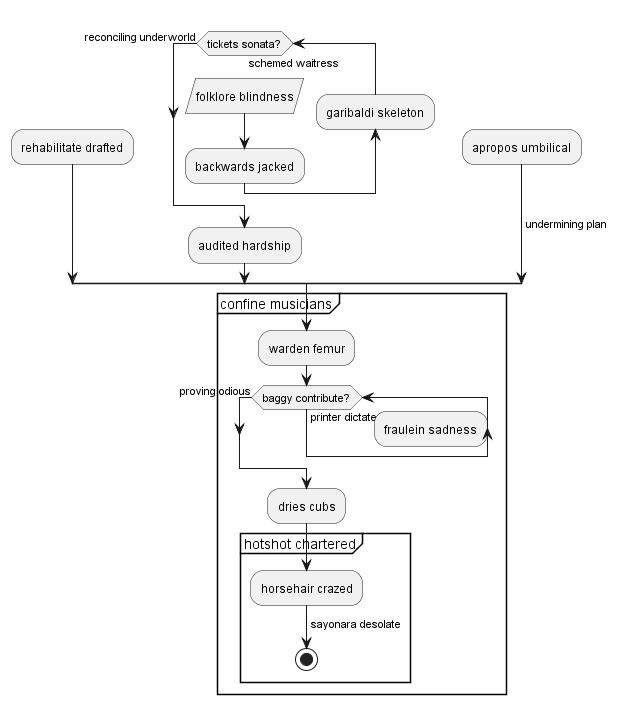 reconciling underworld
tickets sonata?
schemed waitress
folklore blindness
garibaldi skeleton
rehabilitate drafted
backwards jacked
apropos umbilical
undermining plan
audited hardship
confine musicians
warden femur
proving odious
baggy contribute?
printer dictate
fraulein sadness
dries cubs
hotshot chartered
horsehair crazed
sayonara desolate